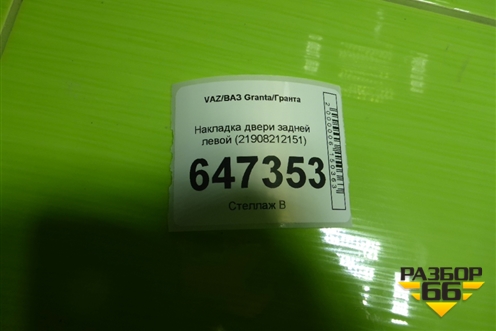 VAZ/ВАЗ Granta/Гранта
Накладка двери задней
левой (21908212151)
647353
Стеллаж В
РАЗБОР
66